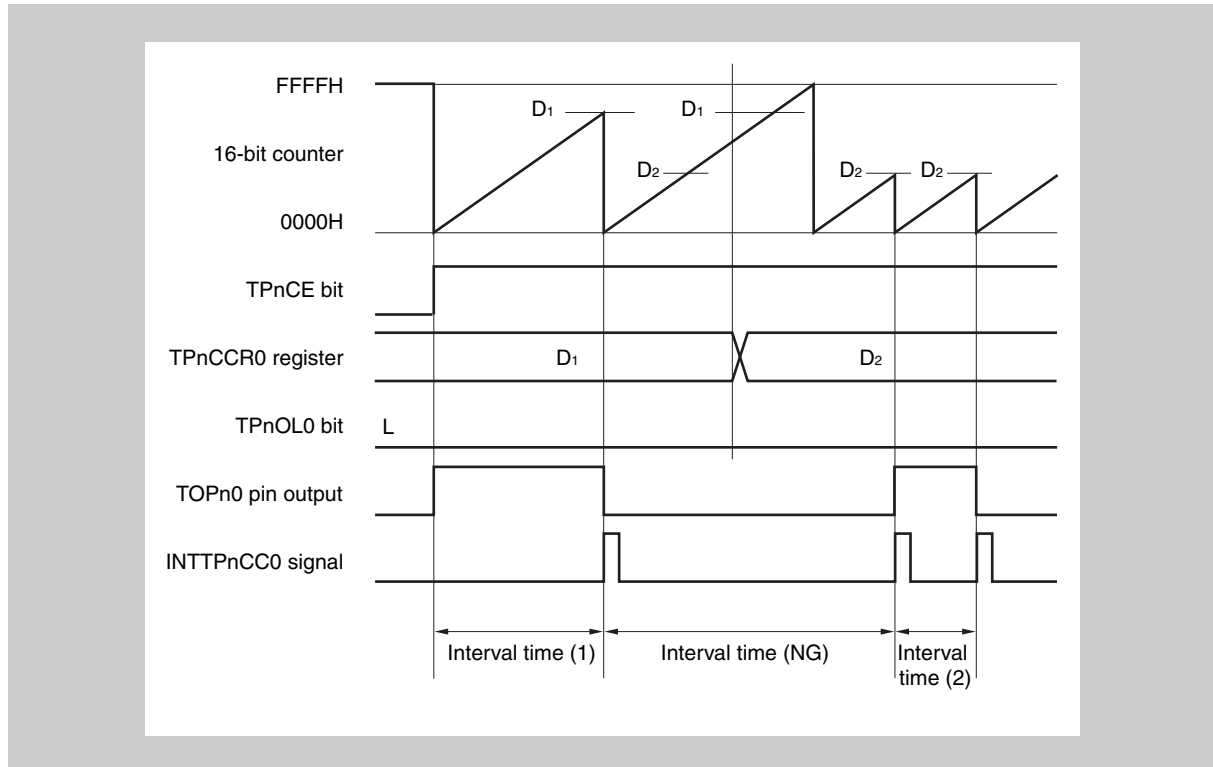 FFFFH
D1
D1
16-bit counter
D2
D2
D2
0000H
TPnCE bit
TPnCCR0 register
D1
D2
TPnOL0 bit
L
TOPn0 pin output
INTTPnCC0 signal
Interval time (1)
Interval time (NG)
Interval
time (2)